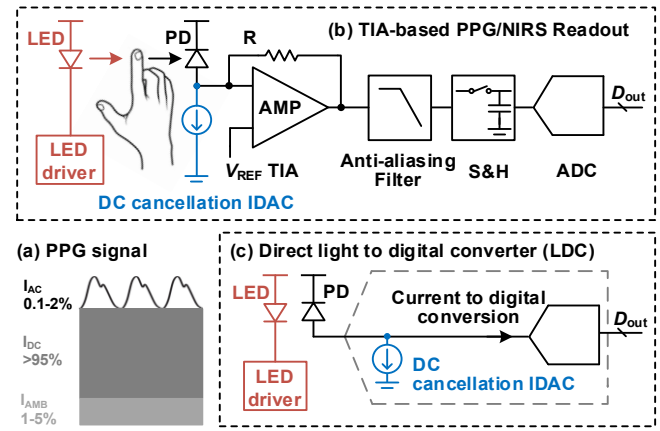 (b) TIA-based PPG/NIRS Readout
LED
PD
R
AMP
LED
driver
VREF TIA
DC cancellation IDAC
Anti-aliasing
Filter
S&H
ADC
Dout
(a) PPG signal
IAC
0.1-2%
IDC
>95%
IAMB
1-5%
(c) Direct light to digital converter (LDC)
LED
PD
Current to digital
conversion
Dout
LED
driver
DC
cancellation IDAC